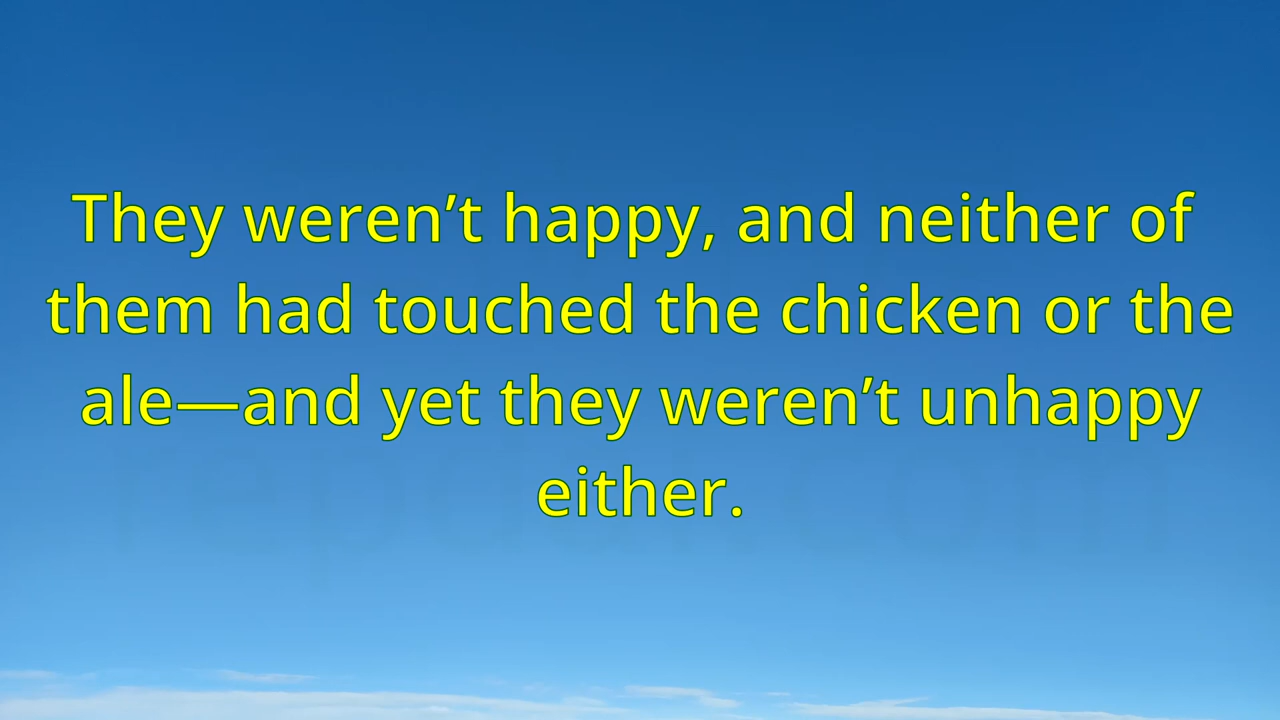 They weren’t happy, and neither of
them had touched the chicken or the
ale—and yet they weren’t unhappy
either.